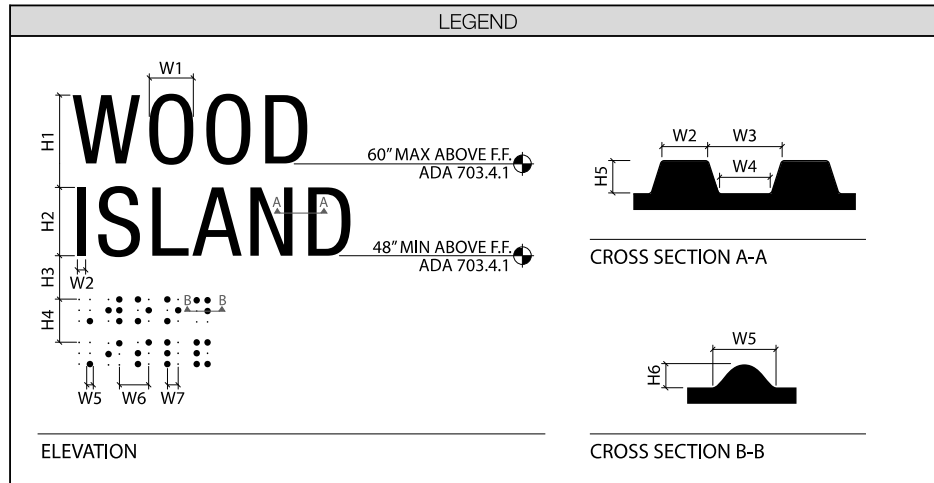 LEGEND
W1
WOOD
H1
60" MAX ABOVE F.F.
ADA 703.4.1
ISLAND
H2
A A
48" MIN ABOVE F.F.
ADA 703.4.1
W2
H3
B B
H4
W5 W6 W7
ELEVATION
W2 W3
W4
H5
CROSS SECTION A-A
W5
H6
CROSS SECTION B-B